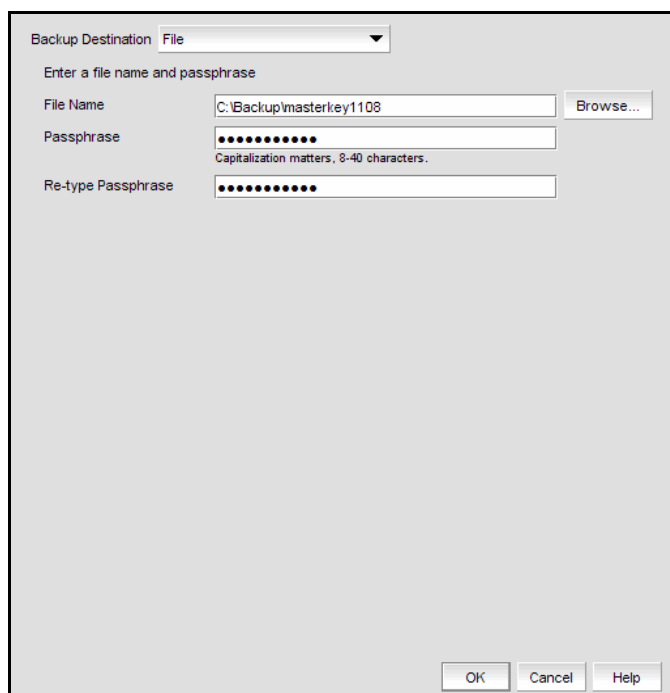 Backup Destination File
Enter a file name and passphrase
File Name C:\Backup\masterkey1108 Browse...
Passphrase ●●●●●●●●●●●
Capitalization matters, 8-40 characters.
Re-type Passphrase ●●●●●●●●●●●
OK Cancel Help